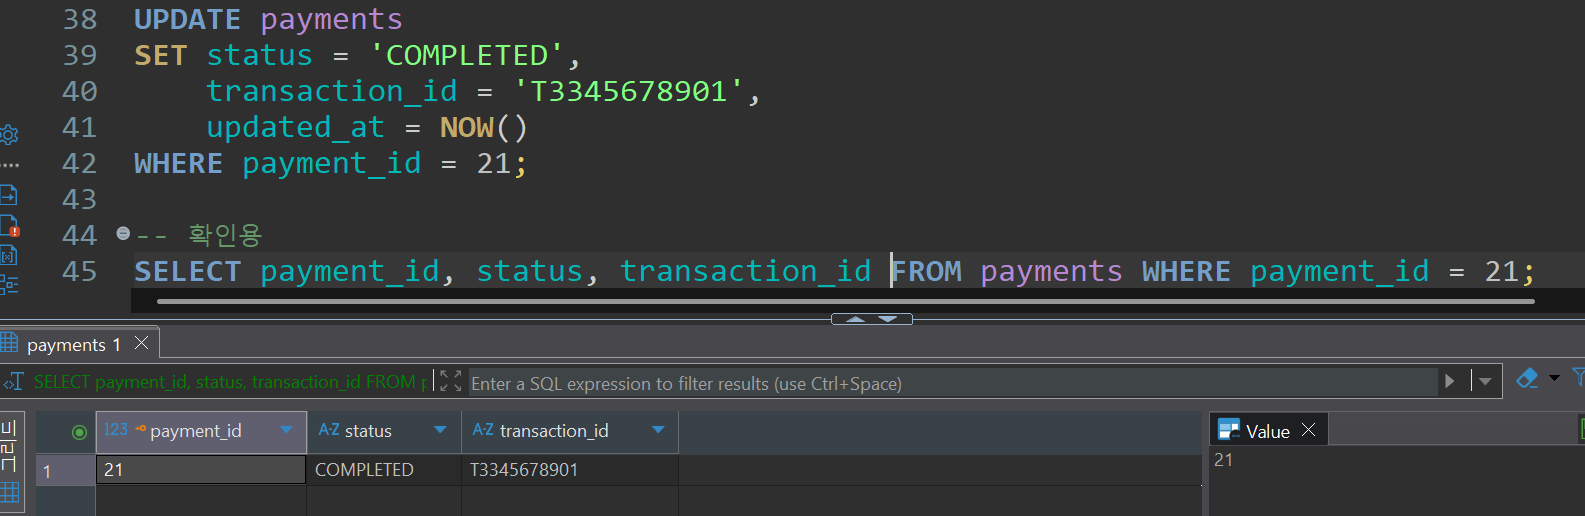 38 UPDATE payments
39 SET status = 'COMPLETED',
40 transaction_id = 'T3345678901',
41 updated_at = NOW()
42 WHERE payment_id = 21;
43
44 -- 확인용
45 SELECT payment_id, status, transaction_id FROM payments WHERE payment_id = 21;
payments 1
SELECT payment_id, status, transaction_id FROM p
Enter a SQL expression to filter results (use Ctrl+Space)
123 payment_id A-Z status A-Z transaction_id
1 21 COMPLETED T3345678901
Value
21